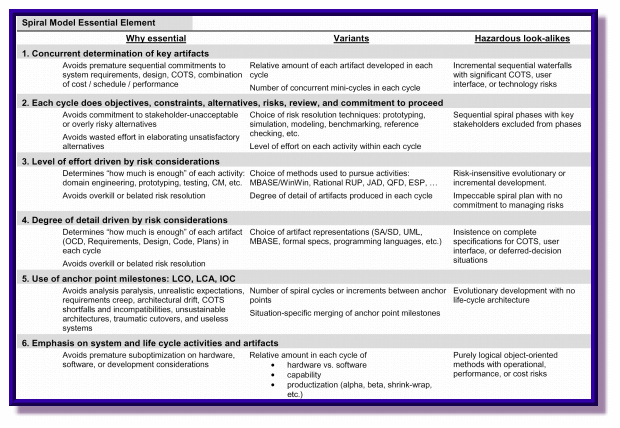 Spiral Model Essential Element
Why essential
Variants
Hazardous look-alikes
1. Concurrent determination of key artifacts
Avoids premature sequential commitments to
system requirements, design, COTS, combination
of cost / schedule / performance
Relative amount of each artifact developed in each
cycle
Number of concurrent mini-cycles in each cycle
Incremental sequential waterfalls
with significant COTS, user
interface, or technology risks
2. Each cycle does objectives, constraints, alternatives, risks, review, and commitment to proceed
Avoids commitment to stakeholder-unacceptable
or overly risky alternatives
Avoids wasted effort in elaborating unsatisfactory
alternatives
Choice of risk resolution techniques: prototyping,
simulation, modeling, benchmarking, reference
checking, etc.
Level of effort on each activity within each cycle
Sequential spiral phases with key
stakeholders excluded from phases
3. Level of effort driven by risk considerations
Determines "how much is enough" of each activity:
domain engineering, prototyping, testing, CM, etc.
Avoids overkill or belated risk resolution
Choice of methods used to pursue activities:
MBASE/WinWin, Rational RUP, JAD, QFD, ESP, …
Degree of detail of artifacts produced in each cycle
Risk-insensitive evolutionary or
incremental development.
Impeccable spiral plan with no
commitment to managing risks
4. Degree of detail driven by risk considerations
Determines "how much is enough" of each artifact
(OCD, Requirements, Design, Code, Plans) in
each cycle
Avoids overkill or belated risk resolution
Choice of artifact representations (SA/SD, UML,
MBASE, formal specs, programming languages, etc.)
Insistence on complete
specifications for COTS, user
interface, or deferred-decision
situations
5. Use of anchor point milestones: LCO, LCA, IOC
Avoids analysis paralysis, unrealistic expectations,
requirements creep, architectural drift, COTS
shortfalls and incompatibilities, unsustainable
architectures, traumatic cutovers, and useless
systems
Number of spiral cycles or increments between anchor
points
Situation-specific merging of anchor point milestones
Evolutionary development with no
life-cycle architecture
6. Emphasis on system and life cycle activities and artifacts
Avoids premature suboptimization on hardware,
software, or development considerations
Relative amount in each cycle of
• hardware vs. software
• capability
• productization (alpha, beta, shrink-wrap,
etc.)
Purely logical object-oriented
methods with operational,
performance, or cost risks